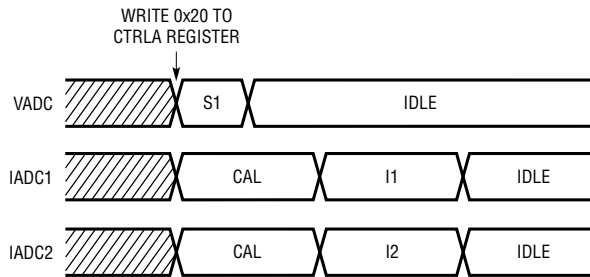 WRITE 0x20 TO
CTRLA REGISTER
VADC S1 IDLE
IADC1 CAL I1 IDLE
IADC2 CAL I2 IDLE